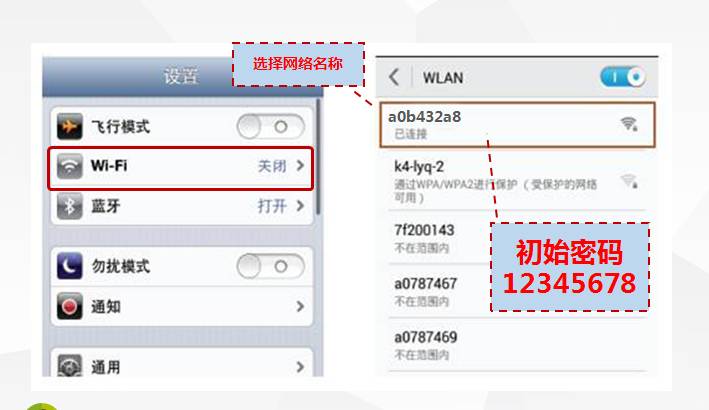 选择网络名称
设置
飞行模式
Wi-Fi
关闭
蓝牙
打开
勿扰模式
通知
通用
WLAN
a0b432a8
已连接
k4-lyq-2
通过WPA/WPA2进行保护（受保护的网络
可用）
7f200143
不在范围内
a0787467
不在范围内
a0787469
不在范围内
初始密码
12345678